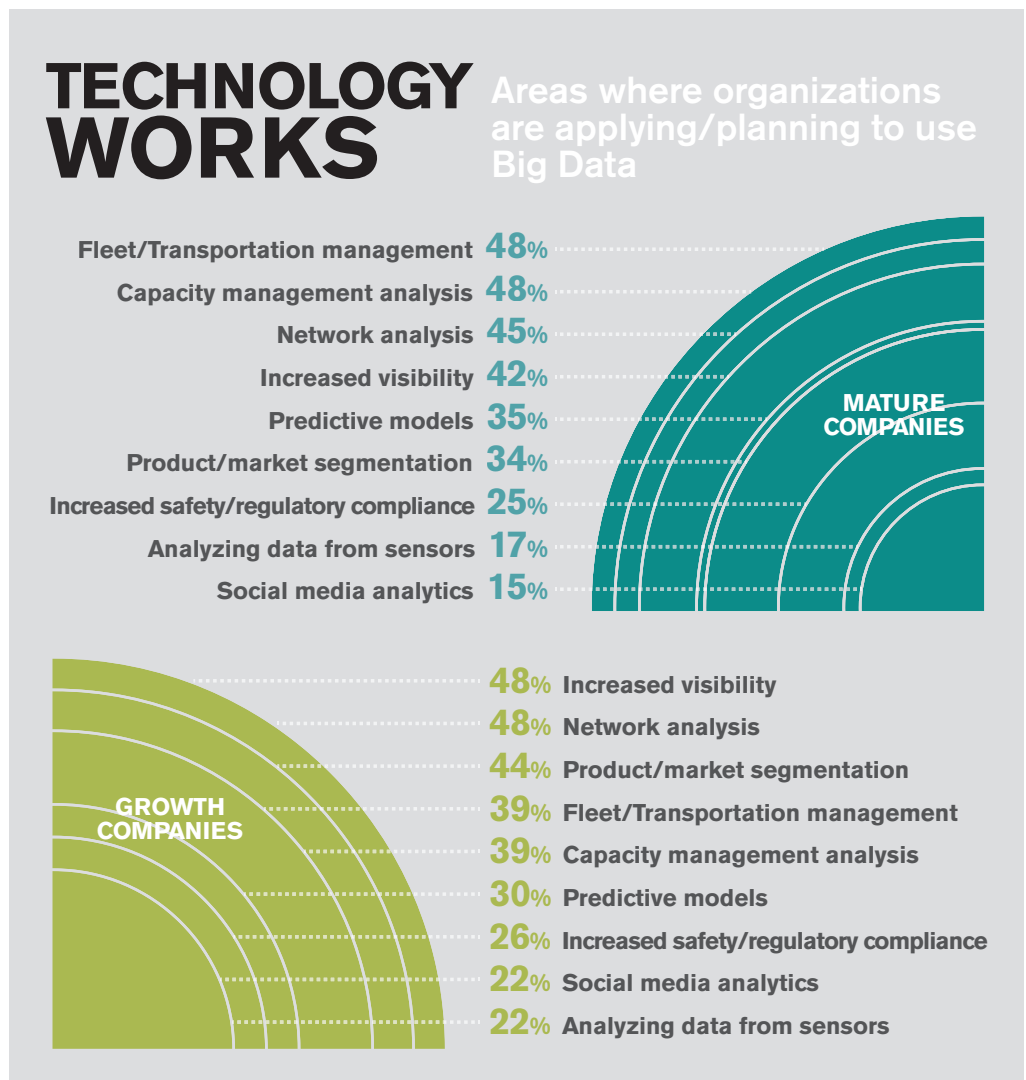 TECHNOLOGY
WORKS
Areas where organizations
are applying/planning to use
Big Data
Fleet/Transportation management 48%
Capacity management analysis 48%
Network analysis 45%
Increased visibility 42%
Predictive models 35%
Product/market segmentation 34%
Increased safety/regulatory compliance 25%
Analyzing data from sensors 17%
Social media analytics 15%
MATURE
COMPANIES
GROWTH
COMPANIES
48% Increased visibility
48% Network analysis
44% Product/market segmentation
39% Fleet/Transportation management
39% Capacity management analysis
30% Predictive models
26% Increased safety/regulatory compliance
22% Social media analytics
22% Analyzing data from sensors